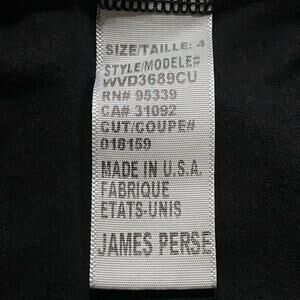 SIZE/TAILLE: 4
STYLE/MODELE#
WVD3689CU
RN# 95339
CA# 31092
CUT/COUPE#
018159
MADE IN U.S.A.
FABRIQUE
ETATS-UNIS
JAMES PERSE